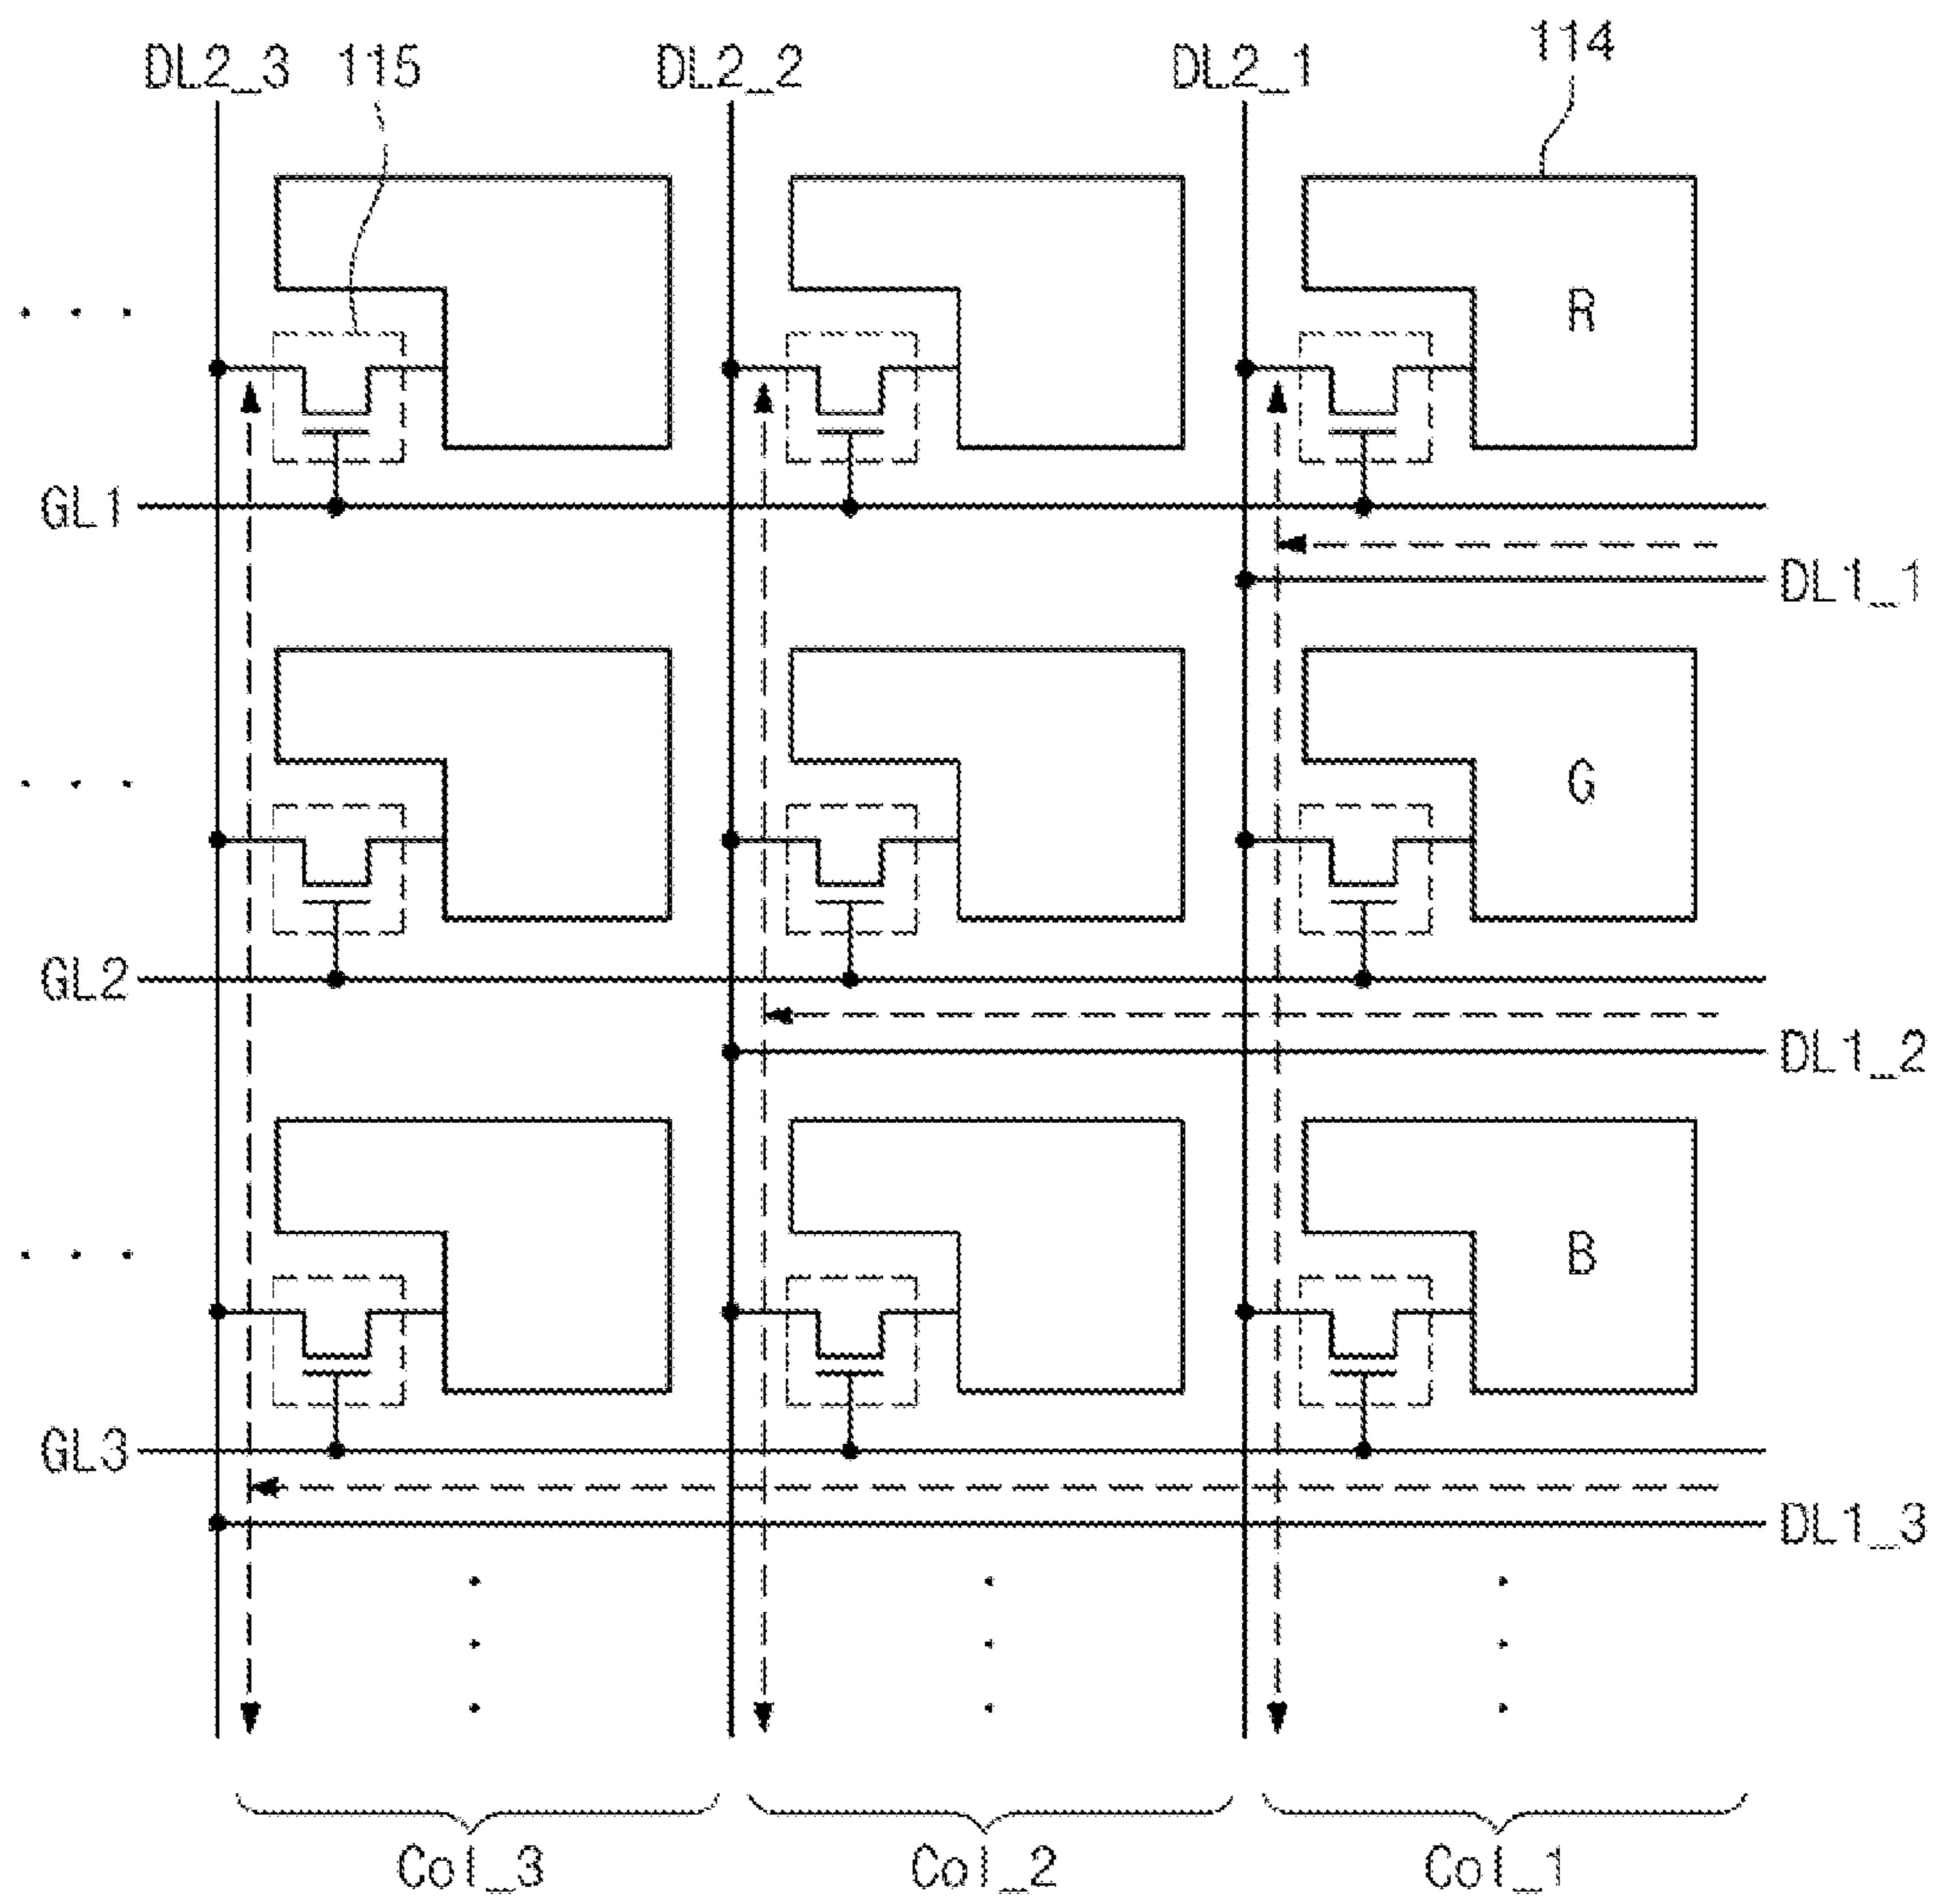 DL2_3 115 DL2_2 DL2_1 114
R
GL1
DL1_1
G
GL2
DL1_2
B
GL3
DL1_3
Col_3 Col_2 Col_1